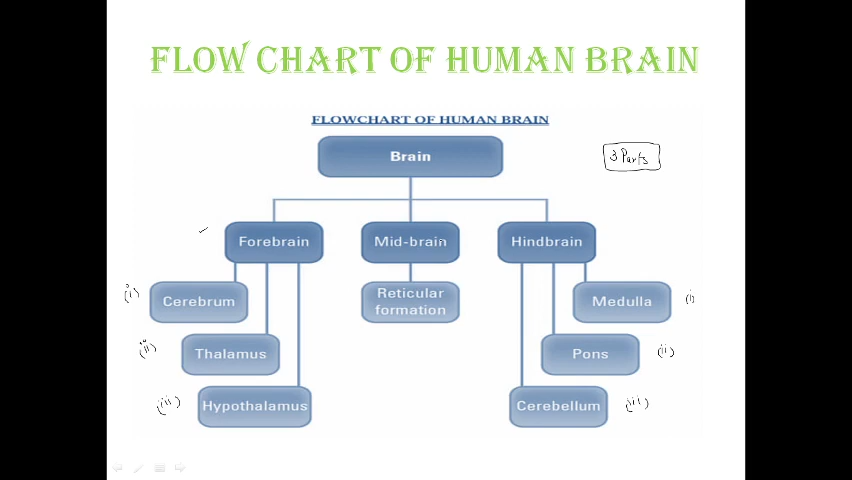 FLOW CHART OF HUMAN BRAIN
FLOWCHART OF HUMAN BRAIN
Brain
3 Parts
Forebrain
Mid-brain
Hindbrain
(i)
Cerebrum
Reticular
formation
Medulla
(i)
(ii)
Thalamus
Pons
(ii)
(iii)
Hypothalamus
Cerebellum
(iii)